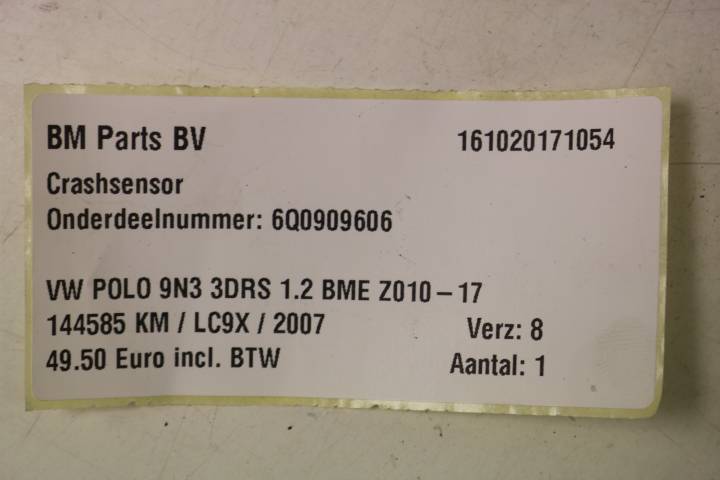 BM Parts BV 161020171054
Crashsensor
Onderdeelnummer: 6Q0909606
VW POLO 9N3 3DRS 1.2 BME Z010-17
144585 KM / LC9X / 2007 Verz: 8
49.50 Euro incl. BTW Aantal: 1